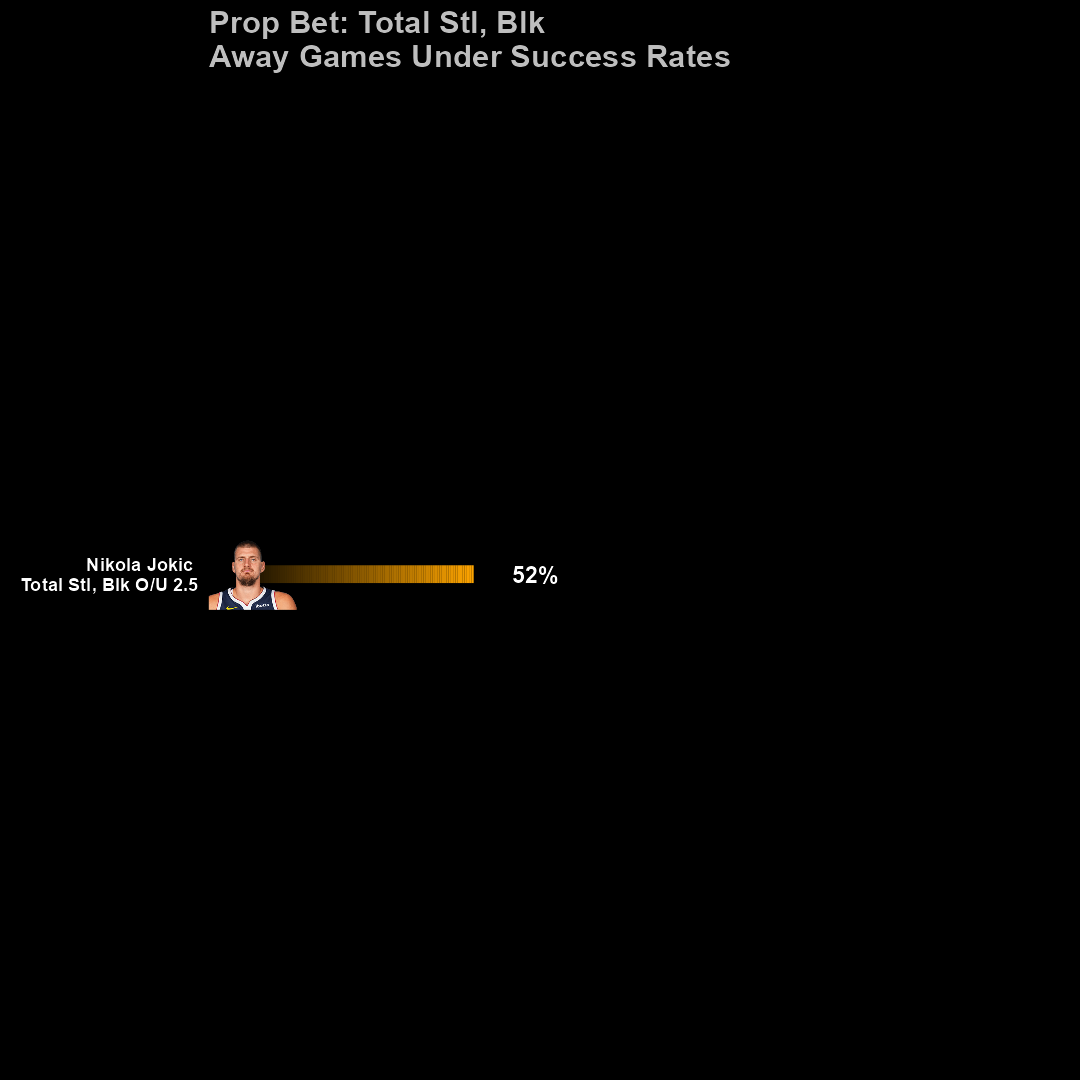 Prop Bet: Total Stl, Blk
Away Games Under Success Rates
Nikola Jokic
Total Stl, Blk O/U 2.5
52%